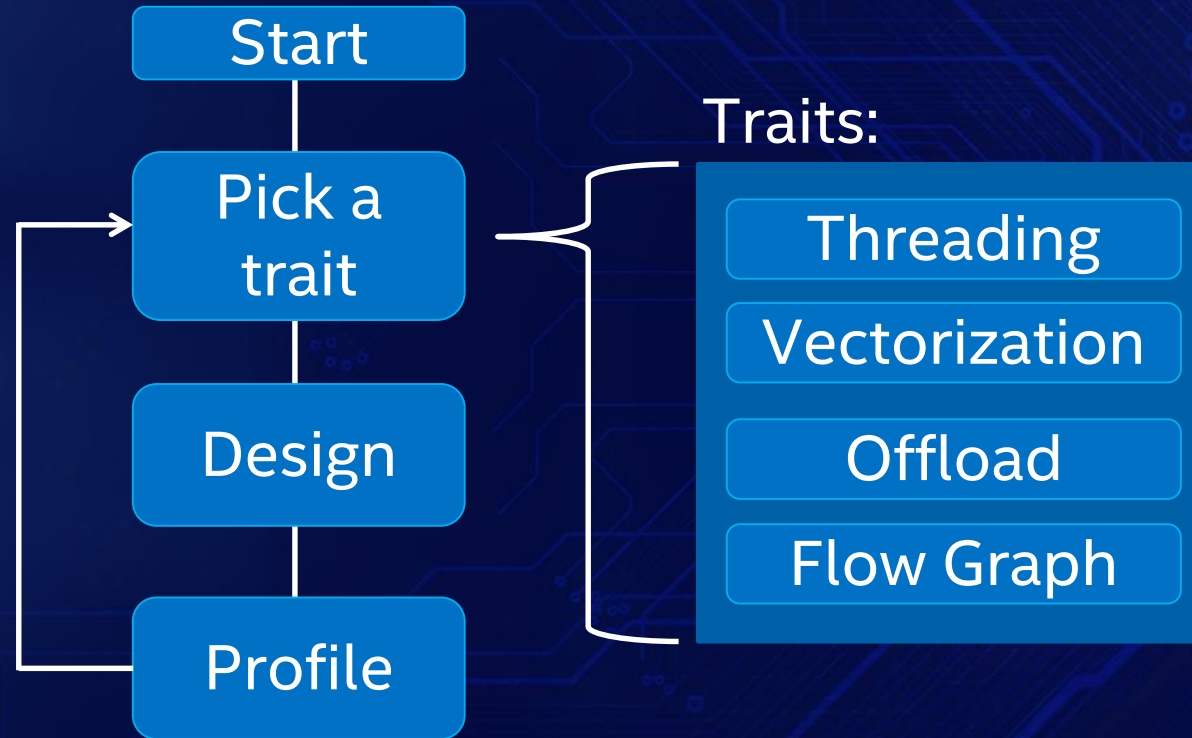 Start
Pick a
trait
Design
Profile
Traits:
Threading
Vectorization
Offload
Flow Graph